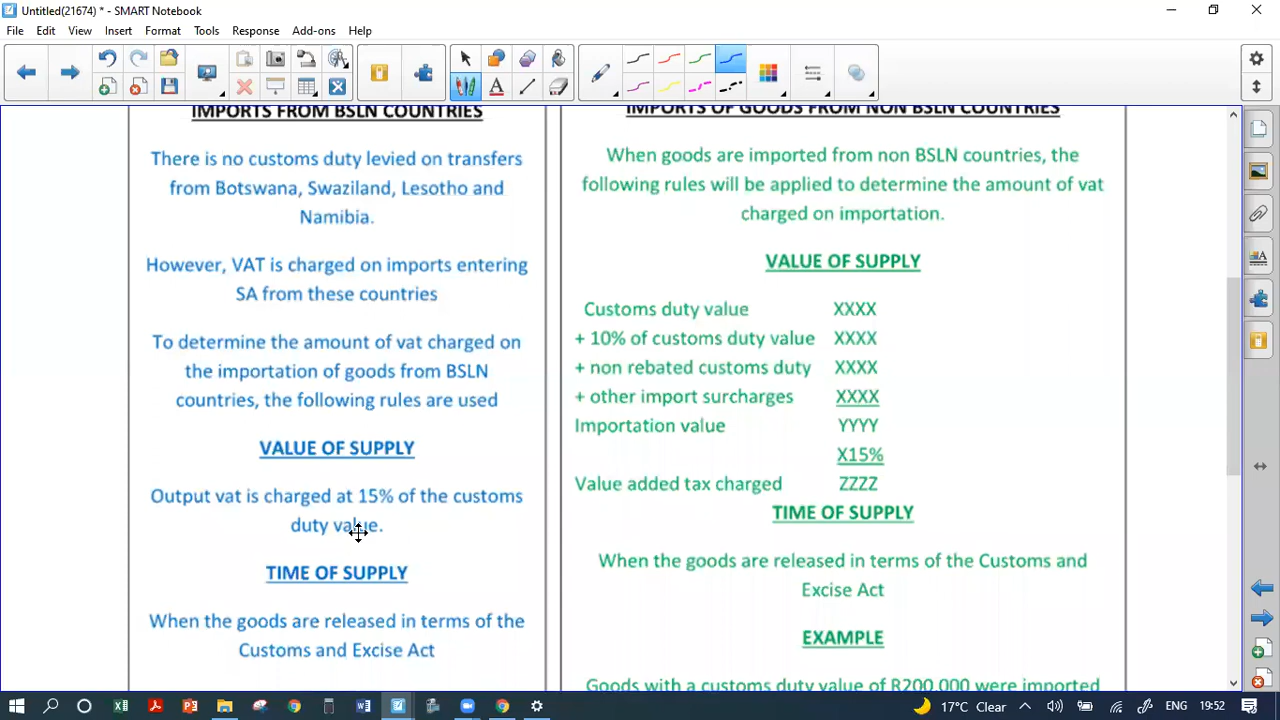 Untitled(21674) * - SMART Notebook
File Edit View Insert Format Tools Response Add-ons Help
IMPORTS FROM BSLN COUNTRIES
There is no customs duty levied on transfers
from Botswana, Swaziland, Lesotho and
Namibia.
However, VAT is charged on imports entering
SA from these countries
To determine the amount of vat charged on
the importation of goods from BSLN
countries, the following rules are used
VALUE OF SUPPLY
Output vat is charged at 15% of the customs
duty value.
TIME OF SUPPLY
When the goods are released in terms of the
Customs and Excise Act
IMPORTS OF GOODS FROM NON BSLN COUNTRIES
When goods are imported from non BSLN countries, the
following rules will be applied to determine the amount of vat
charged on importation.
VALUE OF SUPPLY
Customs duty value XXXX
+ 10% of customs duty value XXXX
+ non rebated customs duty XXXX
+ other import surcharges XXXX
Importation value YYYY
X15%
Value added tax charged ZZZZ
TIME OF SUPPLY
When the goods are released in terms of the Customs and
Excise Act
EXAMPLE
Goods with a customs duty value of R200,000 were imported
17°C Clear ENG 19:52